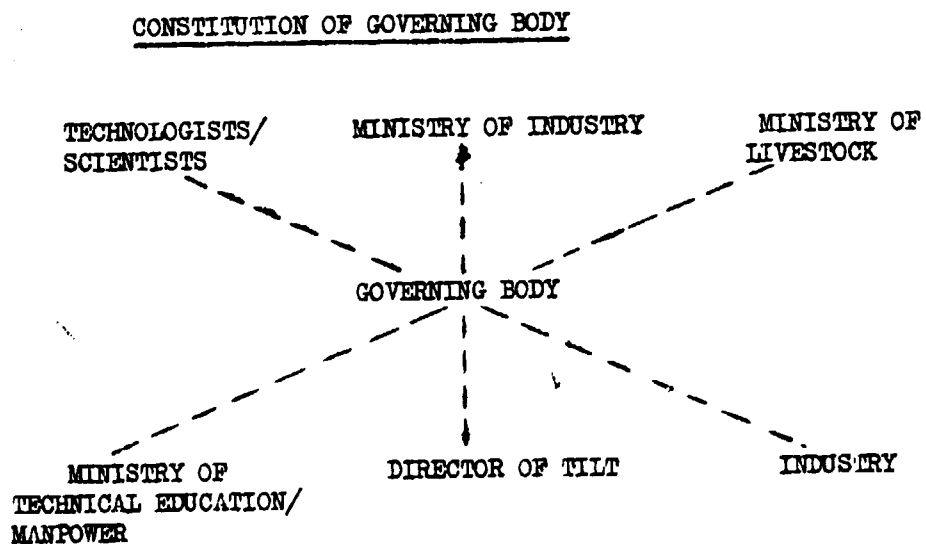 CONSTITUTION OF GOVERNING BODY
TECHNOLOGISTS/
SCIENTISTS
MINISTRY OF INDUSTRY
MINISTRY OF
LIVESTOCK
GOVERNING BODY
MINISTRY OF
TECHNICAL EDUCATION/
MANPOWER
DIRECTOR OF TILT
INDUSTRY